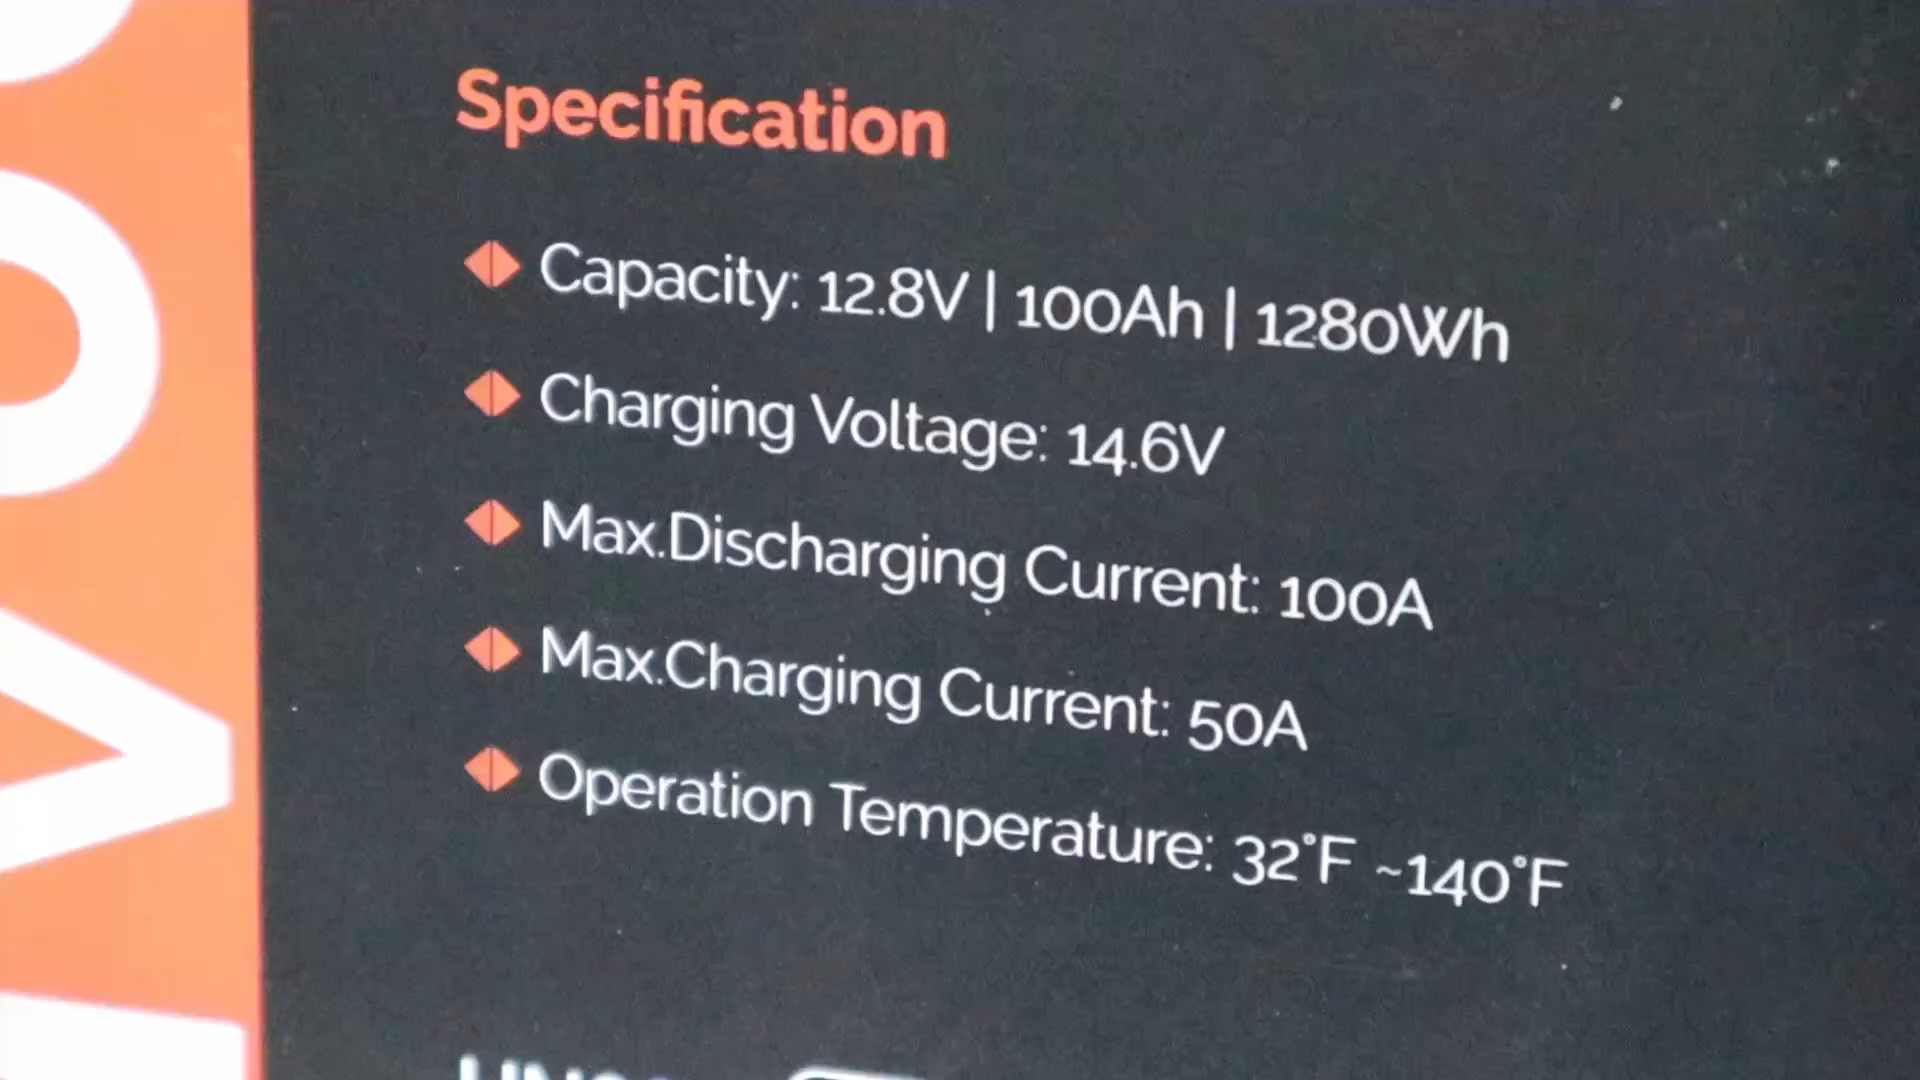 Specification
Capacity: 12.8V | 100Ah | 1280Wh
Charging Voltage: 14.6V
Max.Discharging Current: 100A
Max.Charging Current: 50A
Operation Temperature: 32°F ~140°F